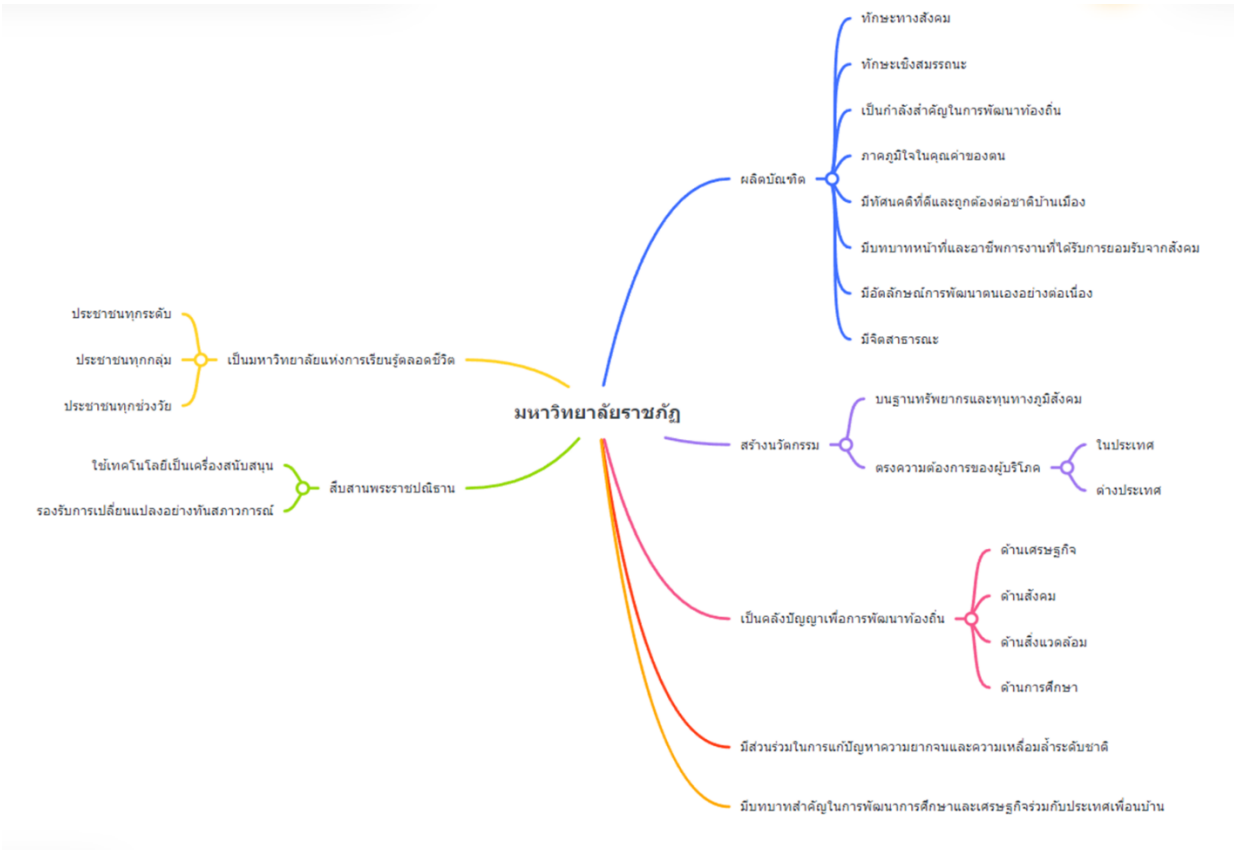 มหาวิทยาลัยราชภัฏ
ผลิตบัณฑิต
ทักษะทางสังคม
ทักษะเชิงสมรรถนะ
เป็นกำลังสำคัญในการพัฒนาท้องถิ่น
ภาคภูมิใจในคุณค่าของตน
มีทัศนคติที่ดีและถูกต้องต่อชาติบ้านเมือง
มีบทบาทหน้าที่และอาชีพการงานที่ได้รับการยอมรับจากสังคม
มีอัตลักษณ์การพัฒนาตนเองอย่างต่อเนื่อง
มีจิตสาธารณะ
สร้างนวัตกรรม
บนฐานทรัพยากรและทุนทางภูมิสังคม
ตรงความต้องการของผู้บริโภค
ในประเทศ
ต่างประเทศ
เป็นคลังปัญญาเพื่อการพัฒนาท้องถิ่น
ด้านเศรษฐกิจ
ด้านสังคม
ด้านสิ่งแวดล้อม
ด้านการศึกษา
มีส่วนร่วมในการแก้ปัญหาความยากจนและความเหลื่อมล้ำระดับชาติ
มีบทบาทสำคัญในการพัฒนาการศึกษาและเศรษฐกิจร่วมกับประเทศเพื่อนบ้าน
เป็นมหาวิทยาลัยแห่งการเรียนรู้ตลอดชีวิต
ประชาชนทุกระดับ
ประชาชนทุกกลุ่ม
ประชาชนทุกช่วงวัย
สืบสานพระราชปณิธาน
ใช้เทคโนโลยีเป็นเครื่องสนับสนุน
รองรับการเปลี่ยนแปลงอย่างทันสภาวการณ์